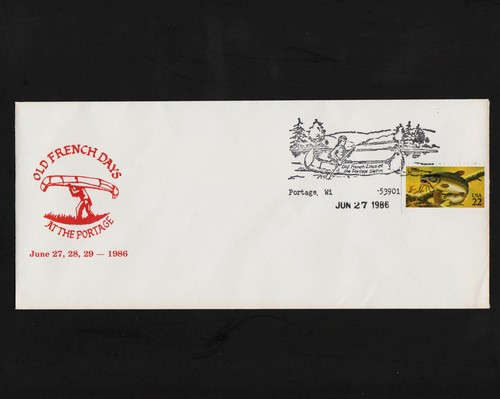 OLD FRENCH DAYS
AT THE PORTAGE
June 27, 28, 29 — 1986
Old French Days at
the Portage Station
Portage, Wi 53901
JUN 27 1986
USA
22